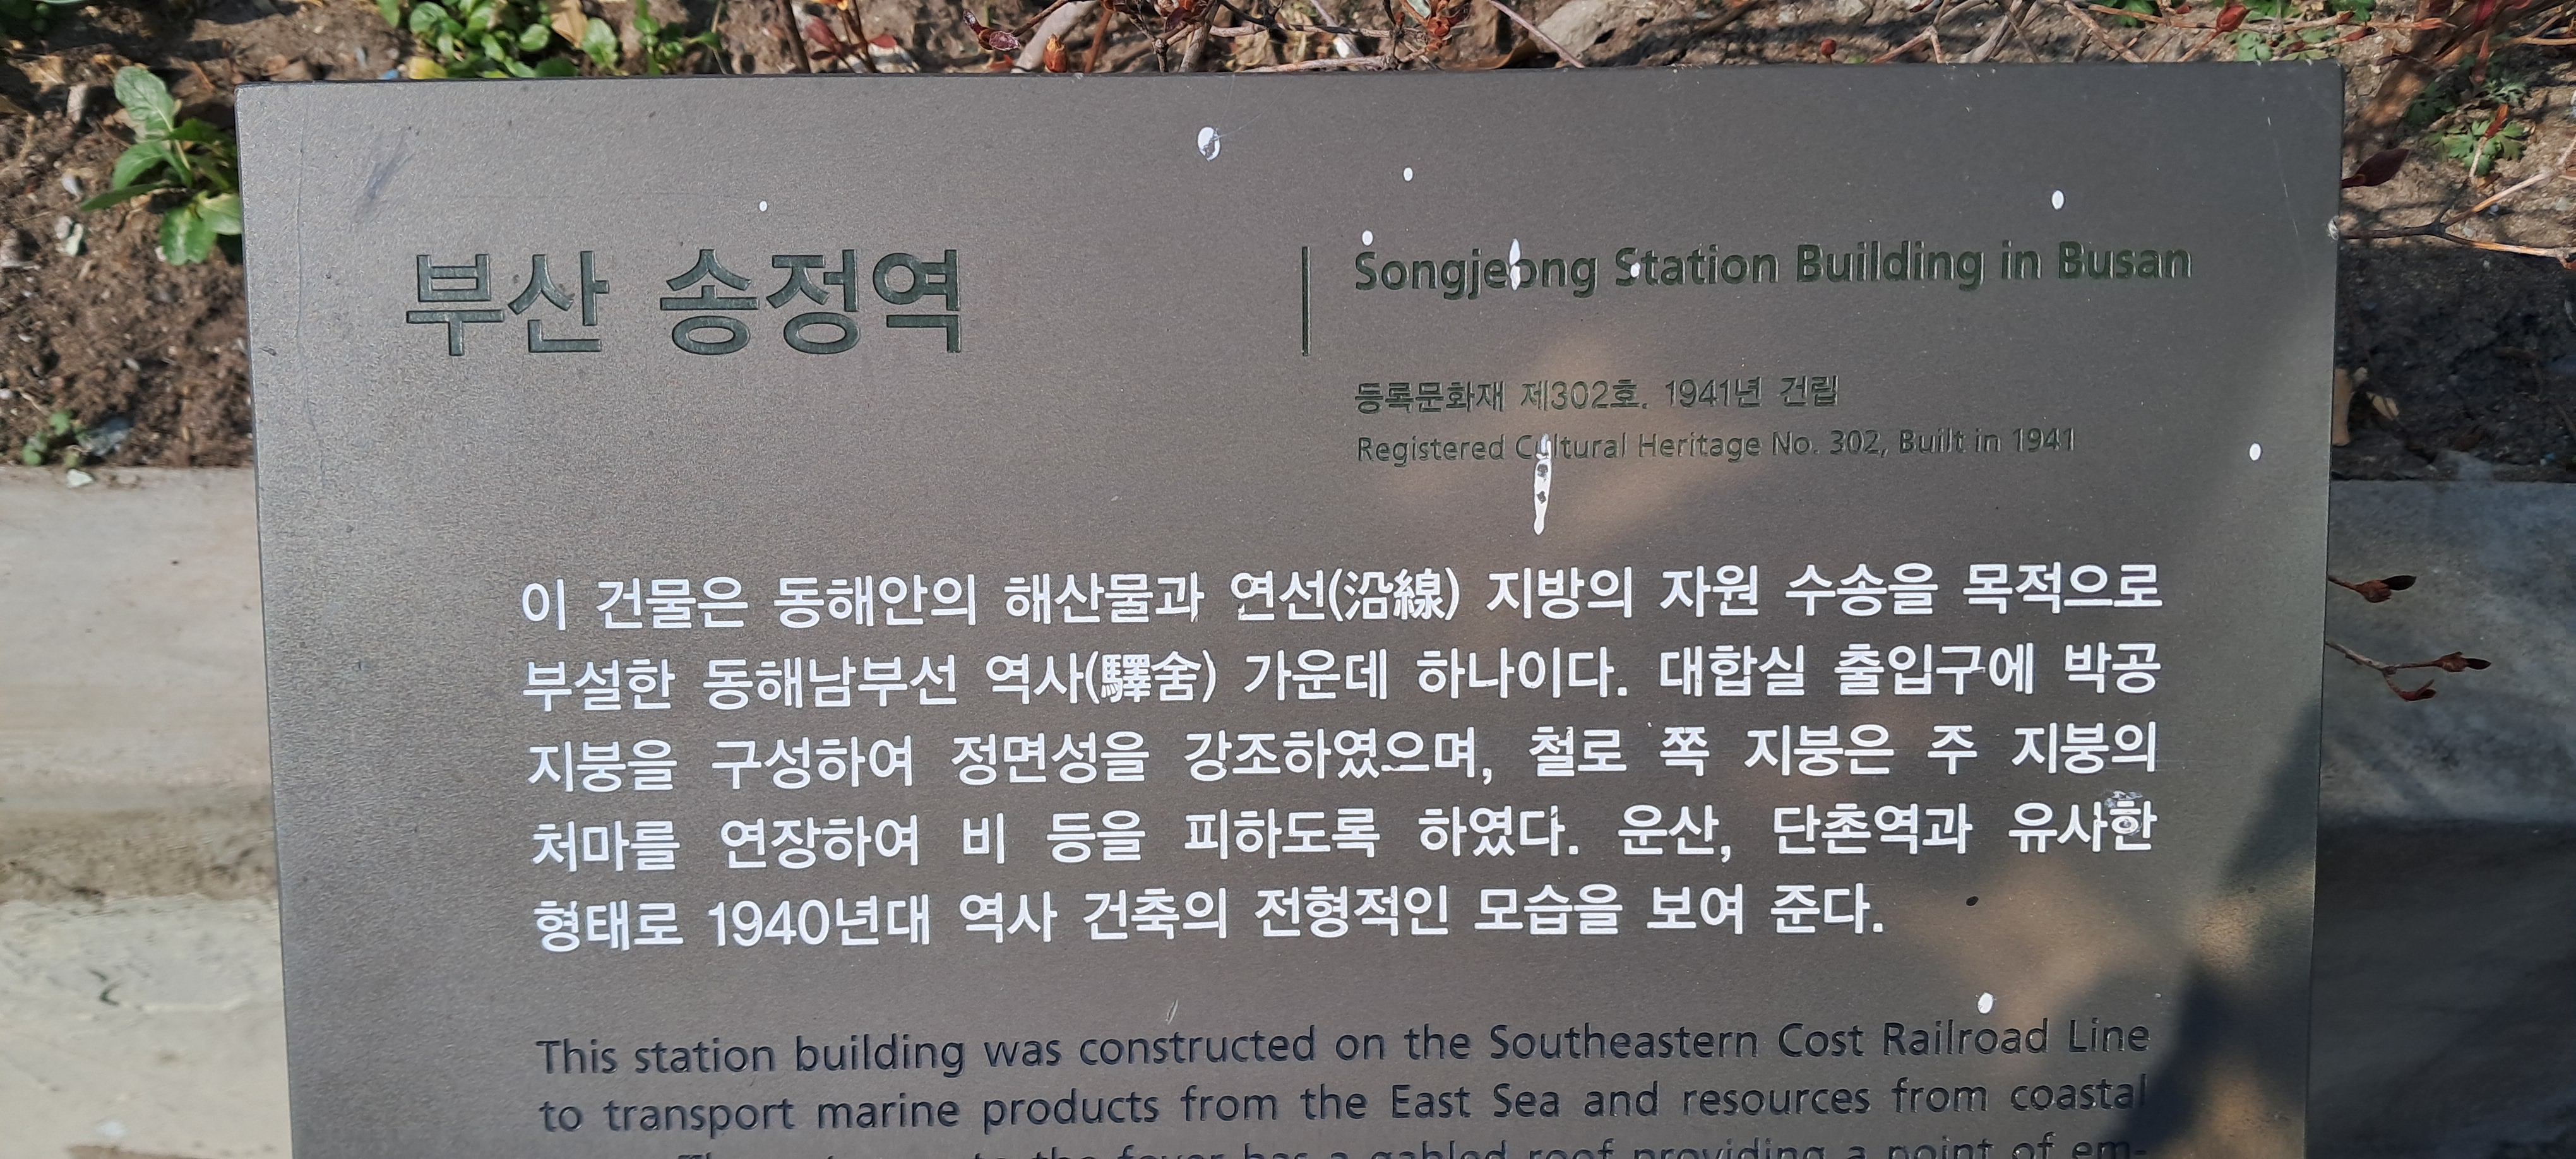 부산 송정역
Songjeong Station Building in Busan
등록문화재 제302호. 1941년 건립
Registered Cultural Heritage No. 302, Built in 1941
이 건물은 동해안의 해산물과 연선(沿線) 지방의 자원 수송을 목적으로
부설한 동해남부선 역사(驛舍) 가운데 하나이다. 대합실 출입구에 박공
지붕을 구성하여 정면성을 강조하였으며, 철로 쪽 지붕은 주 지붕의
처마를 연장하여 비 등을 피하도록 하였다. 운산, 단촌역과 유사한
형태로 1940년대 역사 건축의 전형적인 모습을 보여 준다.
This station building was constructed on the Southeastern Cost Railroad Line
to transport marine products from the East Sea and resources from coastal
to the foyer has a gabled roof providing a point of em-